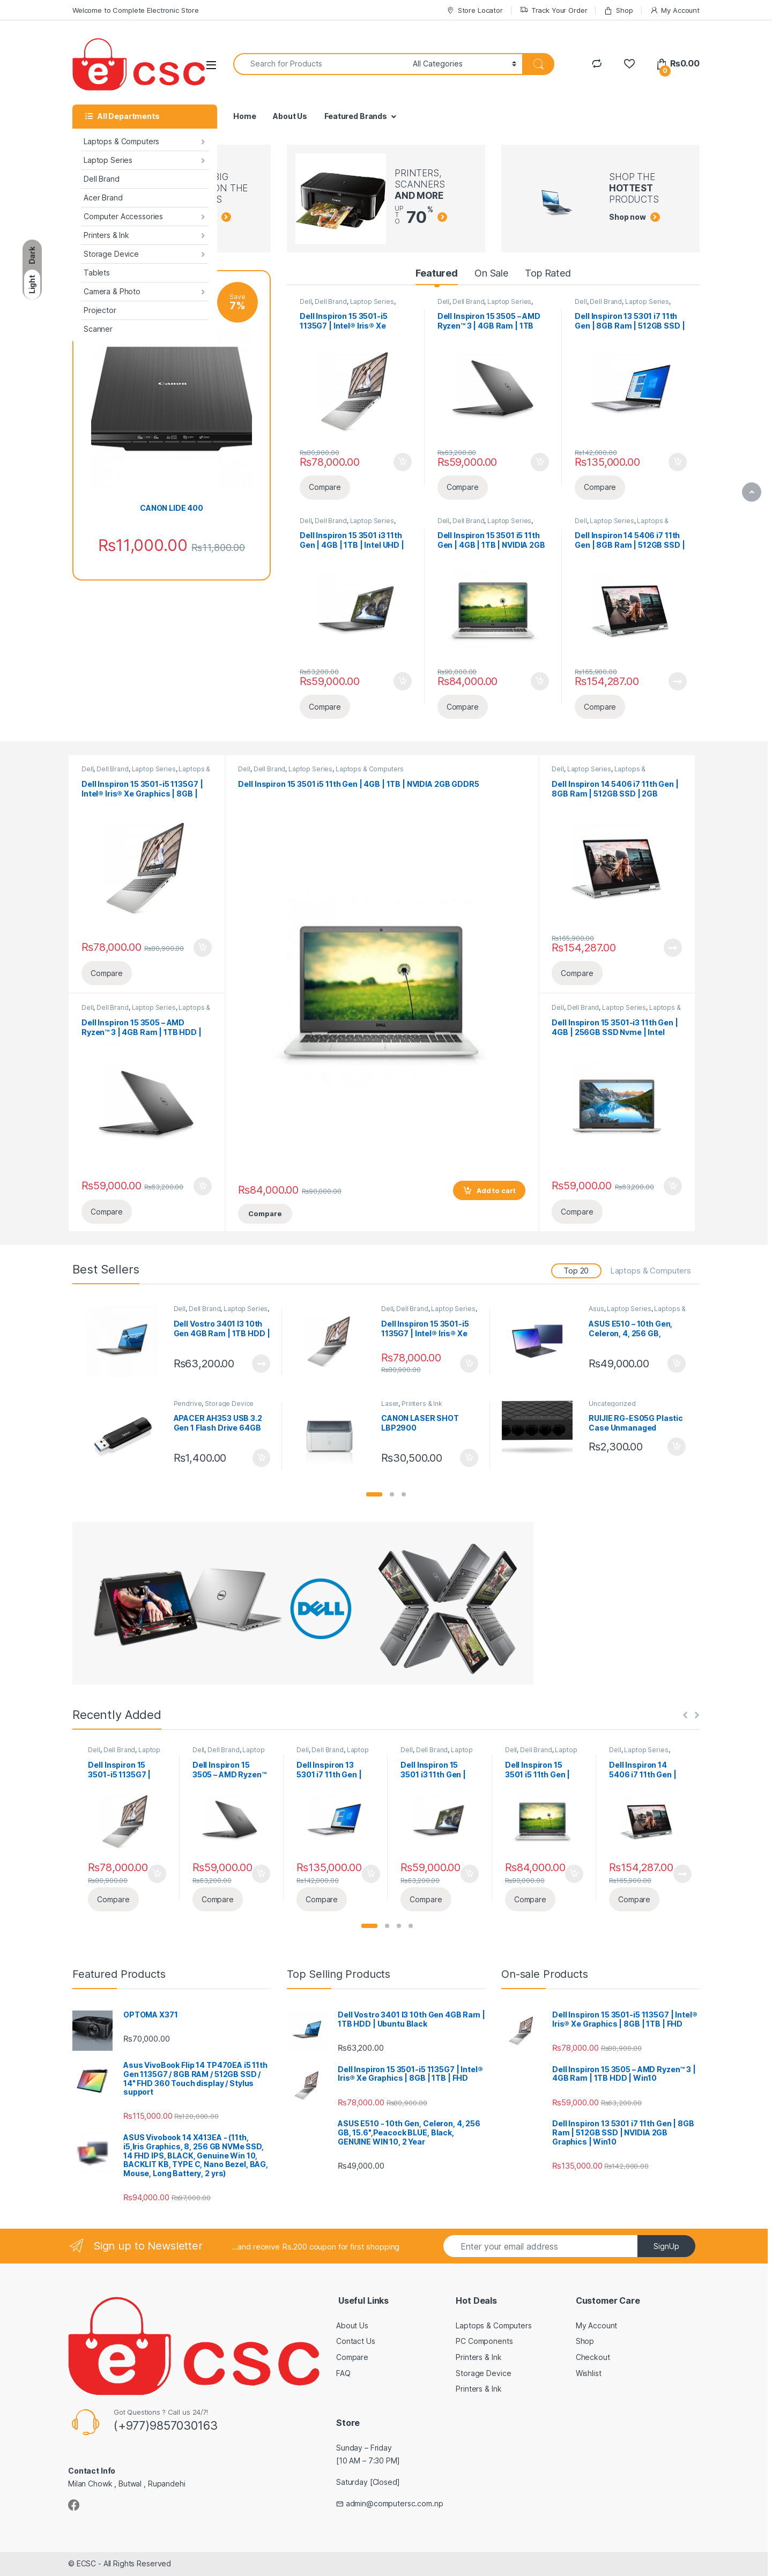 Welcome to Complete Electronic Store
Store Locator
Track Your Order
Shop
My Account
e csc
Search for Products
All Categories
0
₨0.00
All Departments
Home
About Us
Featured Brands
Laptops & Computers
Laptop Series
Dell Brand
Acer Brand
Computer Accessories
Printers & Ink
Storage Device
Tablets
Camera & Photo
Projector
Scanner
Dark
Light
BIG
ON THE
S
PRINTERS,
SCANNERS
AND MORE
UP
TO
70%
SHOP THE
HOTTEST
PRODUCTS
Shop now
Save
7%
Canon
CANON LIDE 400
₨11,000.00 ₨11,800.00
Featured
On Sale
Top Rated
Dell, Dell Brand, Laptop Series,
Dell Inspiron 15 3501-i5
1135G7 | Intel® Iris® Xe
₨80,900.00
₨78,000.00
Compare
Dell, Dell Brand, Laptop Series,
Dell Inspiron 15 3505 – AMD
Ryzen™ 3 | 4GB Ram | 1TB
₨63,200.00
₨59,000.00
Compare
Dell, Dell Brand, Laptop Series,
Dell Inspiron 13 5301 i7 11th
Gen | 8GB Ram | 512GB SSD |
₨142,000.00
₨135,000.00
Compare
Dell, Dell Brand, Laptop Series,
Dell Inspiron 15 3501 i3 11th
Gen | 4GB | 1TB | Intel UHD |
₨63,200.00
₨59,000.00
Compare
Dell, Dell Brand, Laptop Series,
Dell Inspiron 15 3501 i5 11th
Gen | 4GB | 1TB | NVIDIA 2GB
₨90,000.00
₨84,000.00
Compare
Dell, Laptop Series, Laptops &
Dell Inspiron 14 5406 i7 11th
Gen | 8GB Ram | 512GB SSD |
₨165,900.00
₨154,287.00
Compare
Dell, Dell Brand, Laptop Series, Laptops &
Dell Inspiron 15 3501-i5 1135G7 |
Intel® Iris® Xe Graphics | 8GB |
₨78,000.00 ₨80,900.00
Compare
Dell, Dell Brand, Laptop Series, Laptops &
Dell Inspiron 15 3505 – AMD
Ryzen™ 3 | 4GB Ram | 1TB HDD |
₨59,000.00 ₨63,200.00
Compare
Dell, Dell Brand, Laptop Series, Laptops & Computers
Dell Inspiron 15 3501 i5 11th Gen | 4GB | 1TB | NVIDIA 2GB GDDR5
₨84,000.00 ₨90,000.00
Add to cart
Compare
Dell, Laptop Series, Laptops &
Dell Inspiron 14 5406 i7 11th Gen |
8GB Ram | 512GB SSD | 2GB
₨165,900.00
₨154,287.00
Compare
Dell, Dell Brand, Laptop Series, Laptops &
Dell Inspiron 15 3501-i3 11th Gen |
4GB | 256GB SSD Nvme | Intel
₨59,000.00 ₨63,200.00
Compare
Best Sellers
Top 20
Laptops & Computers
Dell, Dell Brand, Laptop Series,
Dell Vostro 3401 I3 10th
Gen 4GB Ram | 1TB HDD |
₨63,200.00
Dell, Dell Brand, Laptop Series,
Dell Inspiron 15 3501-i5
1135G7 | Intel® Iris® Xe
₨78,000.00
₨80,900.00
Asus, Laptop Series, Laptops &
ASUS E510 – 10th Gen,
Celeron, 4, 256 GB,
₨49,000.00
Pendrive, Storage Device
APACER AH353 USB 3.2
Gen 1 Flash Drive 64GB
₨1,400.00
Laser, Printers & Ink
CANON LASER SHOT
LBP2900
₨30,500.00
Uncategorized
RUIJIE RG-ES05G Plastic
Case Unmanaged
₨2,300.00
DELL
Recently Added
Dell, Dell Brand, Laptop
Dell Inspiron 15
3501-i5 1135G7 |
₨78,000.00
₨80,900.00
Compare
Dell, Dell Brand, Laptop
Dell Inspiron 15
3505 – AMD Ryzen™
₨59,000.00
₨63,200.00
Compare
Dell, Dell Brand, Laptop
Dell Inspiron 13
5301 i7 11th Gen |
₨135,000.00
₨142,000.00
Compare
Dell, Dell Brand, Laptop
Dell Inspiron 15
3501 i3 11th Gen |
₨59,000.00
₨63,200.00
Compare
Dell, Dell Brand, Laptop
Dell Inspiron 15
3501 i5 11th Gen |
₨84,000.00
₨90,000.00
Compare
Dell, Laptop Series,
Dell Inspiron 14
5406 i7 11th Gen |
₨154,287.00
₨165,900.00
Compare
Featured Products
OPTOMA X371
₨70,000.00
Asus VivoBook Flip 14 TP470EA i5 11th
Gen 1135G7 / 8GB RAM / 512GB SSD /
14" FHD 360 Touch display / Stylus
support
₨115,000.00 ₨120,000.00
ASUS Vivobook 14 X413EA - (11th,
i5,Iris Graphics, 8, 256 GB NVMe SSD,
14 FHD IPS, BLACK, Genuine Win 10,
BACKLIT KB, TYPE C, Nano Bezel, BAG,
Mouse, Long Battery, 2 yrs)
₨94,000.00 ₨97,000.00
Top Selling Products
Dell Vostro 3401 I3 10th Gen 4GB Ram |
1TB HDD | Ubuntu Black
₨63,200.00
Dell Inspiron 15 3501-i5 1135G7 | Intel®
Iris® Xe Graphics | 8GB | 1TB | FHD
₨78,000.00 ₨80,900.00
ASUS E510 - 10th Gen, Celeron, 4, 256
GB, 15.6",Peacock BLUE, Black,
GENUINE WIN 10, 2 Year
₨49,000.00
On-sale Products
Dell Inspiron 15 3501-i5 1135G7 | Intel®
Iris® Xe Graphics | 8GB | 1TB | FHD
₨78,000.00 ₨80,900.00
Dell Inspiron 15 3505 – AMD Ryzen™ 3 |
4GB Ram | 1TB HDD | Win10
₨59,000.00 ₨63,200.00
Dell Inspiron 13 5301 i7 11th Gen | 8GB
Ram | 512GB SSD | NVIDIA 2GB
Graphics | Win10
₨135,000.00 ₨142,000.00
Sign up to Newsletter
...and receive Rs.200 coupon for first shopping
Enter your email address
SignUp
e csc
Got Questions ? Call us 24/7!
(+977)9857030163
Contact Info
Milan Chowk , Butwal , Rupandehi
Useful Links
About Us
Contact Us
Compare
FAQ
Hot Deals
Laptops & Computers
PC Components
Printers & Ink
Storage Device
Printers & Ink
Customer Care
My Account
Shop
Checkout
Wishlist
Store
Sunday – Friday
[10 AM – 7:30 PM]
Saturday [Closed]
admin@computersc.com.np
© ECSC - All Rights Reserved